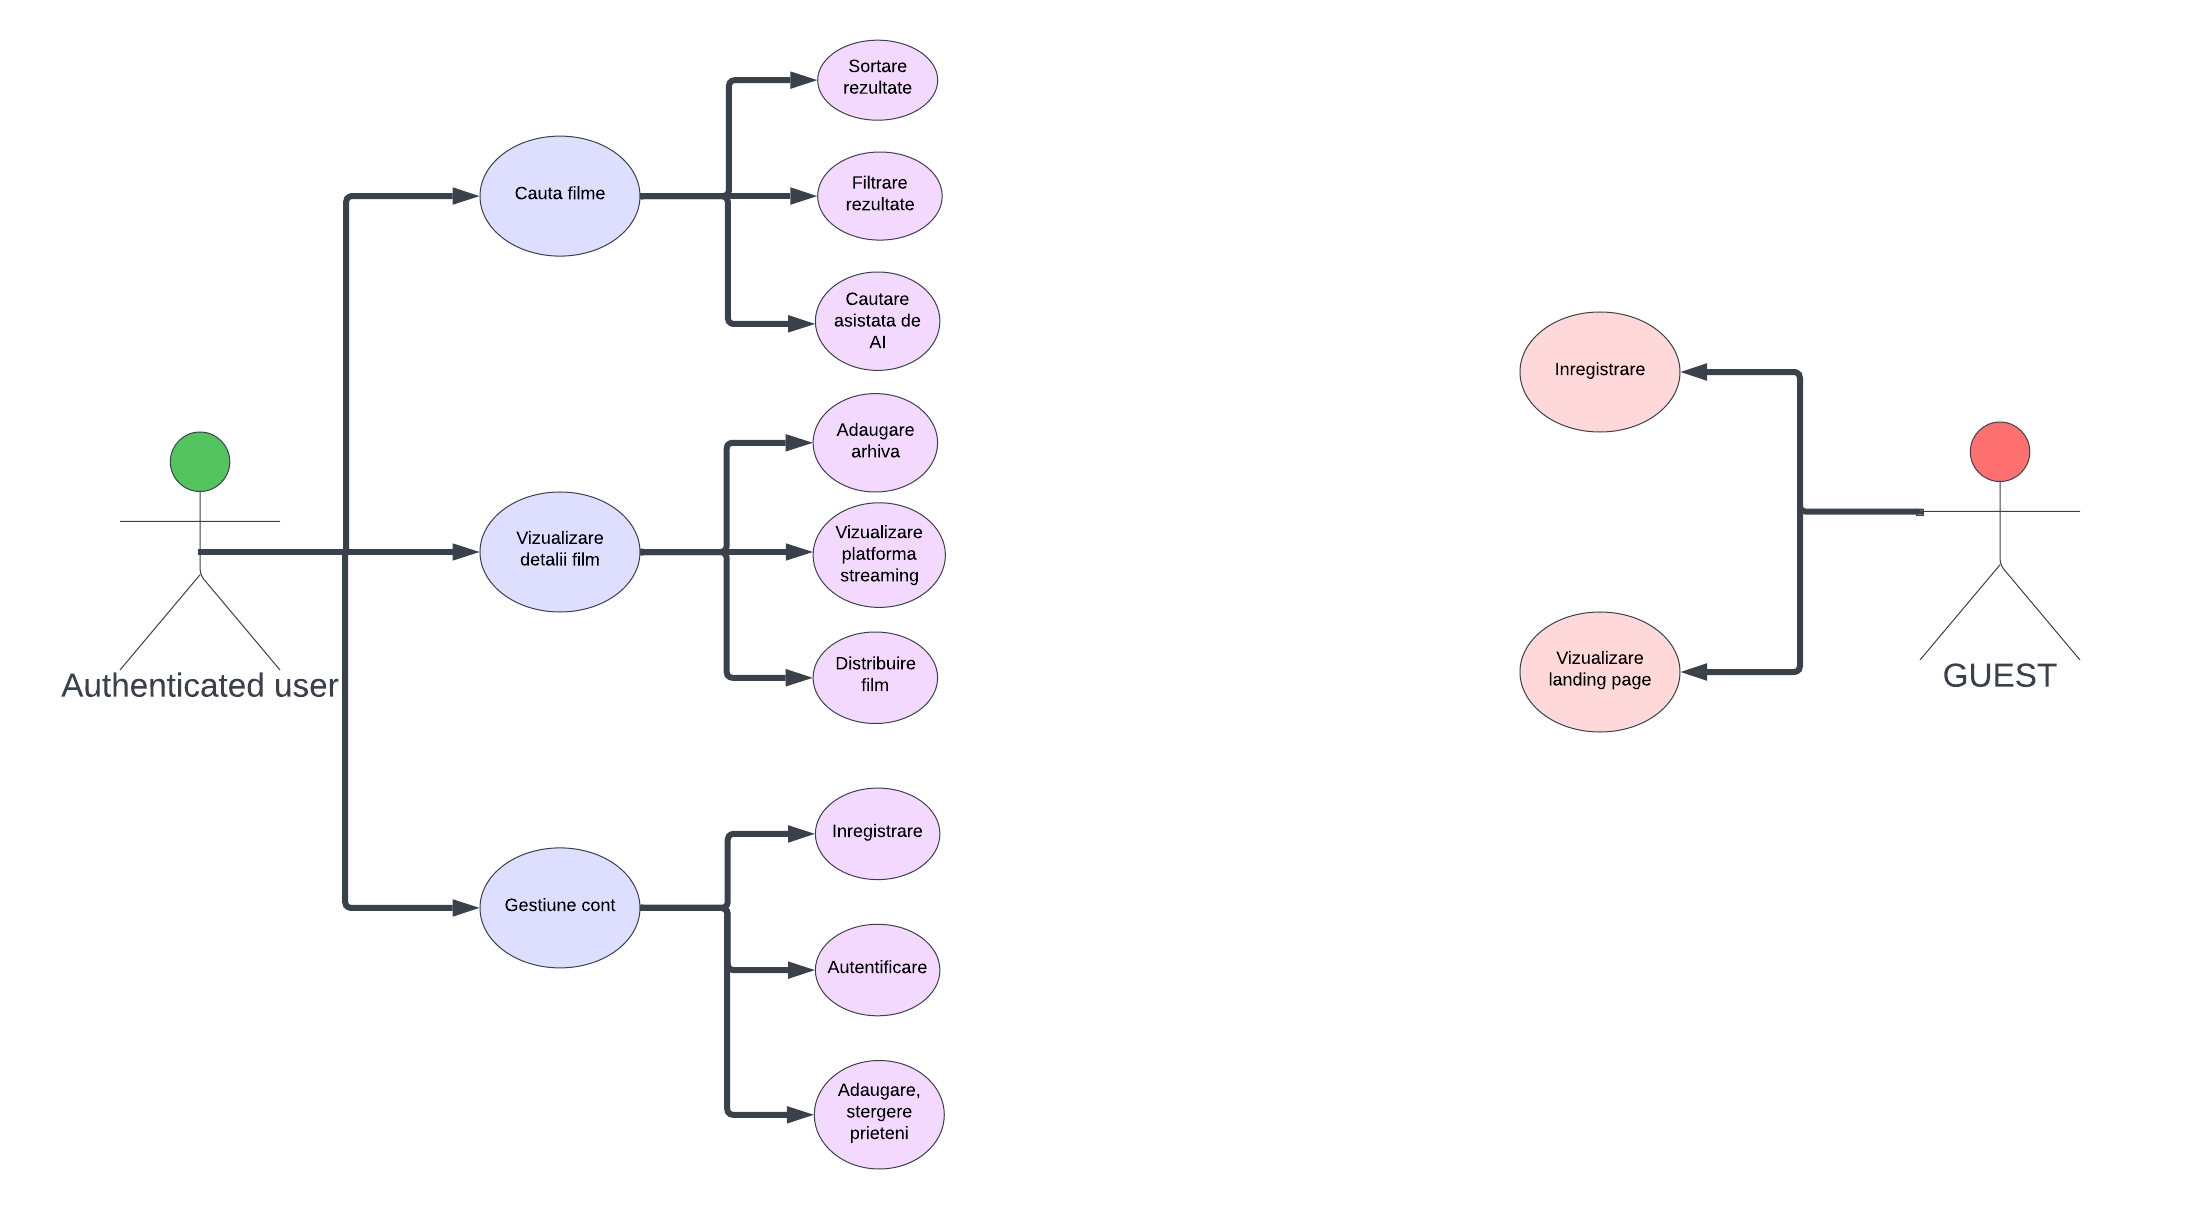 Sortare
rezultate
Cauta filme
Filtrare
rezultate
Cautare
asistata de
AI
Adaugare
arhiva
Vizualizare
detalii film
Vizualizare
platforma
streaming
Distribuire
film
Authenticated user
Inregistrare
Gestiune cont
Autentificare
Adaugare,
stergere
prieteni
Inregistrare
Vizualizare
landing page
GUEST